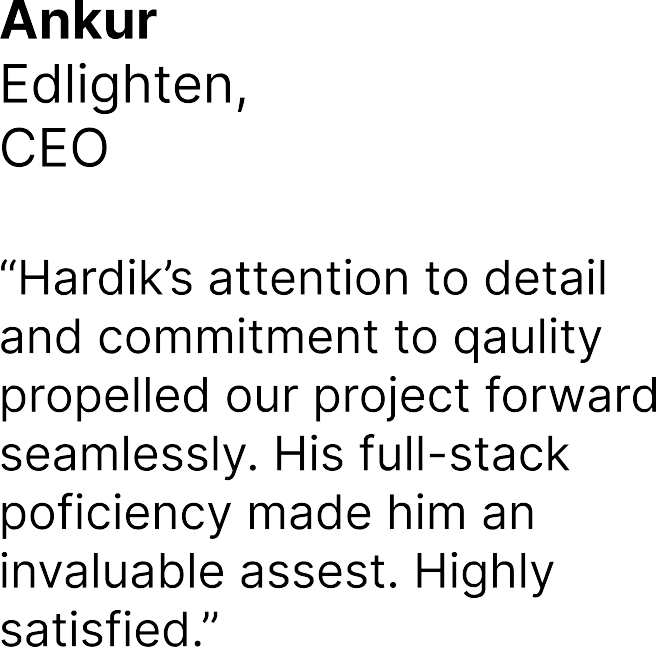 Ankur
Edlighten,
CEO
“Hardik’s attention to detail
and commitment to qaulity
propelled our project forward
seamlessly. His full-stack
poficiency made him an
invaluable assest. Highly
satisfied.”